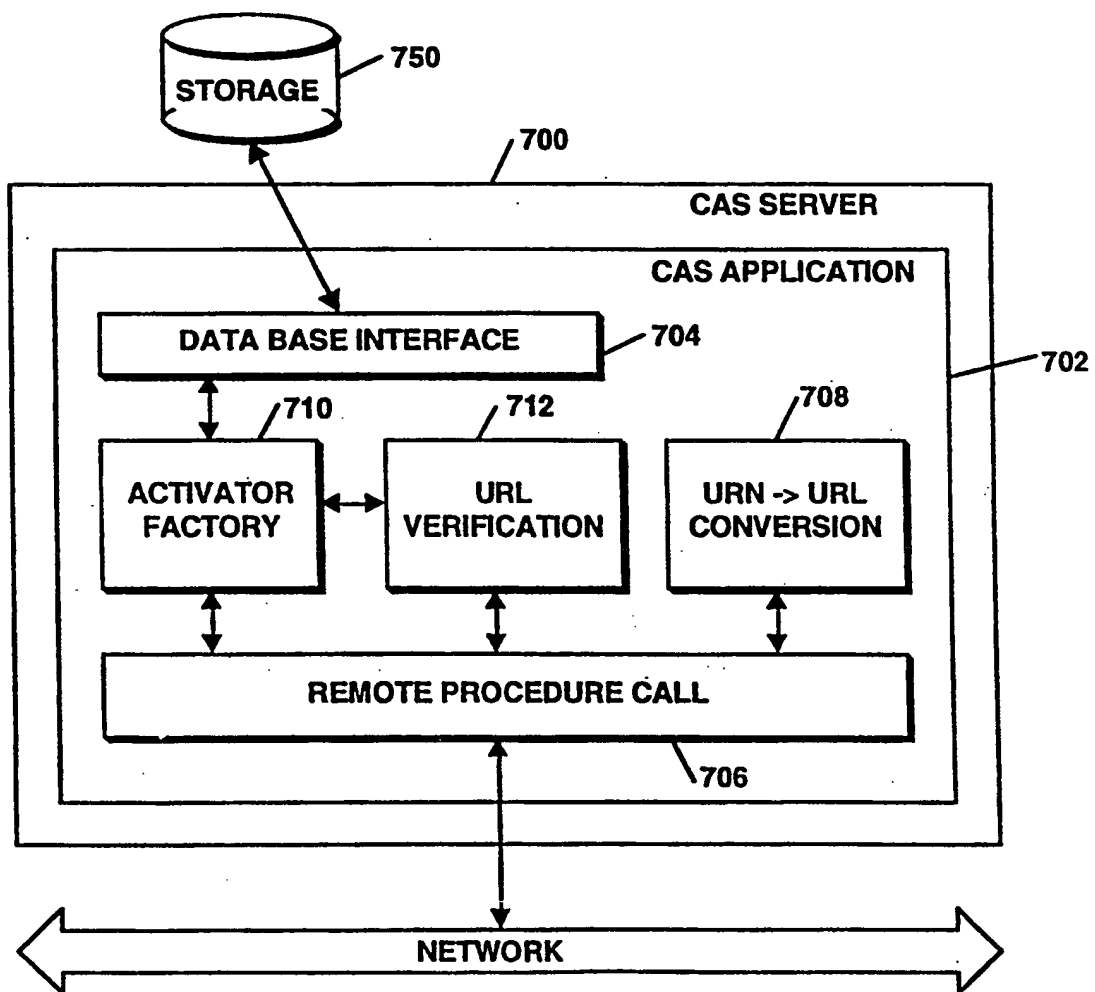 750
STORAGE
700
CAS SERVER
CAS APPLICATION
DATA BASE INTERFACE
704
702
710
712
708
ACTIVATOR
FACTORY
URL
VERIFICATION
URN -> URL
CONVERSION
REMOTE PROCEDURE CALL
706
NETWORK